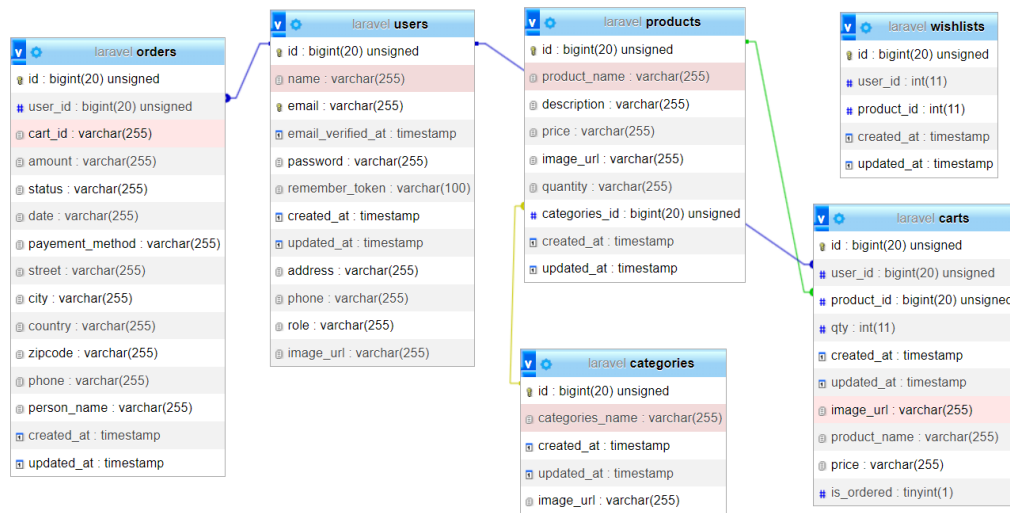 laravel orders
id : bigint(20) unsigned
user_id : bigint(20) unsigned
cart_id : varchar(255)
amount : varchar(255)
status : varchar(255)
date : varchar(255)
payement_method : varchar(255)
street : varchar(255)
city : varchar(255)
country : varchar(255)
zipcode : varchar(255)
phone : varchar(255)
person_name : varchar(255)
created_at : timestamp
updated_at : timestamp
laravel users
id : bigint(20) unsigned
name : varchar(255)
email : varchar(255)
email_verified_at : timestamp
password : varchar(255)
remember_token : varchar(100)
created_at : timestamp
updated_at : timestamp
address : varchar(255)
phone : varchar(255)
role : varchar(255)
image_url : varchar(255)
laravel products
id : bigint(20) unsigned
product_name : varchar(255)
description : varchar(255)
price : varchar(255)
image_url : varchar(255)
quantity : varchar(255)
categories_id : bigint(20) unsigned
created_at : timestamp
updated_at : timestamp
laravel categories
id : bigint(20) unsigned
categories_name : varchar(255)
created_at : timestamp
updated_at : timestamp
image_url : varchar(255)
laravel wishlists
id : bigint(20) unsigned
user_id : int(11)
product_id : int(11)
created_at : timestamp
updated_at : timestamp
laravel carts
id : bigint(20) unsigned
user_id : bigint(20) unsigned
product_id : bigint(20) unsigned
qty : int(11)
created_at : timestamp
updated_at : timestamp
image_url : varchar(255)
product_name : varchar(255)
price : varchar(255)
is_ordered : tinyint(1)